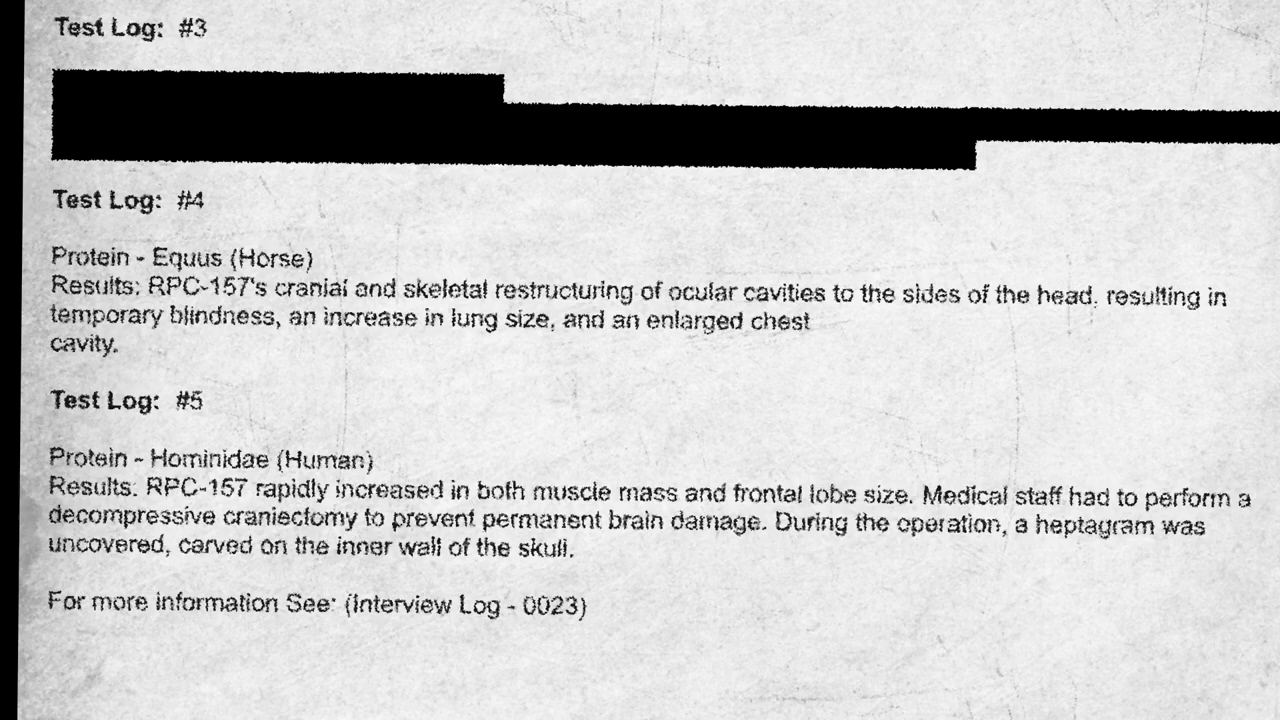 Test Log: #3
Test Log: #4
Protein - Equus (Horse)
Results: RPC-157's cranial and skeletal restructuring of ocular cavities to the sides of the head, resulting in
temporary blindness, an increase in lung size, and an enlarged chest
cavity.
Test Log: #5
Protein - Hominidae (Human)
Results: RPC-157 rapidly increased in both muscle mass and frontal lobe size. Medical staff had to perform a
decompressive craniectomy to prevent permanent brain damage. During the operation, a heptagram was
uncovered, carved on the inner wall of the skull.
For more information See: (Interview Log - 0023)